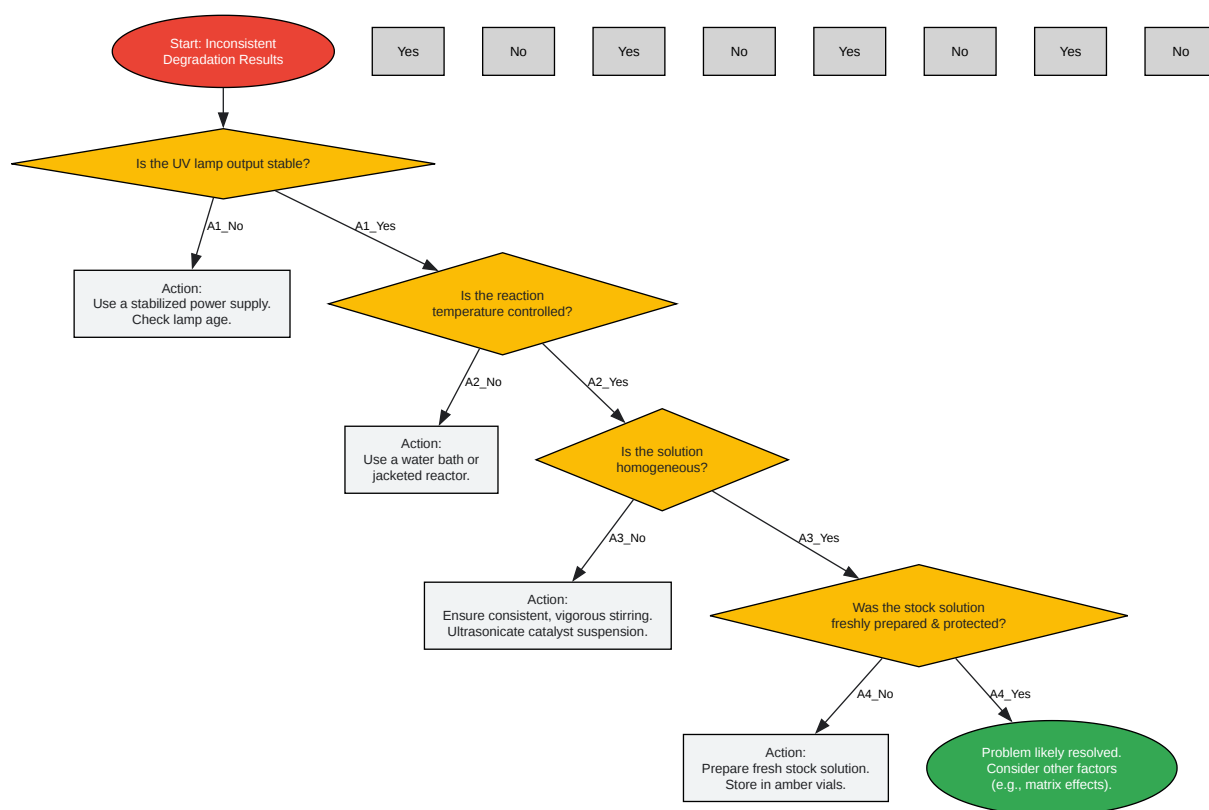 Start: Inconsistent
Degradation Results
Yes
No
Yes
No
Yes
No
Yes
No
Is the UV lamp output stable?
A1_No
A1_Yes
Action:
Use a stabilized power supply.
Check lamp age.
Is the reaction
temperature controlled?
A2_No
A2_Yes
Action:
Use a water bath or
jacketed reactor.
Is the solution
homogeneous?
A3_No
A3_Yes
Action:
Ensure consistent, vigorous stirring.
Ultrasonicate catalyst suspension.
Was the stock solution
freshly prepared & protected?
A4_No
A4_Yes
Action:
Prepare fresh stock solution.
Store in amber vials.
Problem likely resolved.
Consider other factors
(e.g., matrix effects).